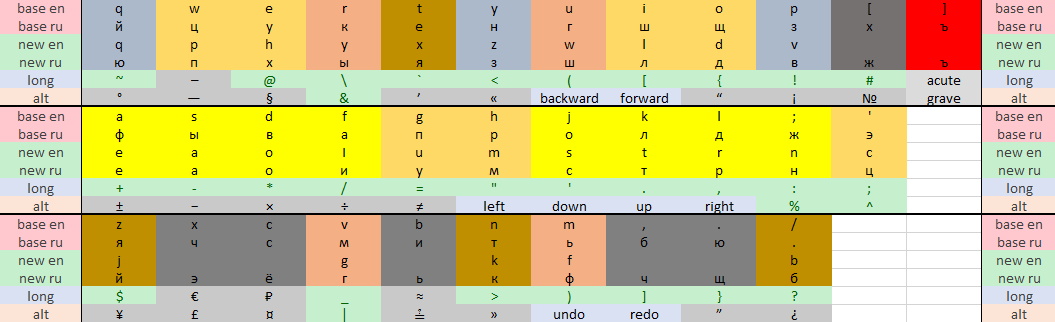 base en q w e r t y u i o p [ ] base en
base ru й ц у к е н г ш щ з х ъ base ru
new en q p h y x z w l d v new en
new ru ю п х ы я з ш л д в ж ъ new ru
long ~ – @ \ ` < ( [ { ! # acute long
alt ° — § & ʼ « backward forward “ ¡ № grave alt
base en a s d f g h j k l ; ' base en
base ru ф ы в а п р о л д ж э base ru
new en e a o I u m s t r n c new en
new ru е а о и у м с т р н ц new ru
long + - * / = " ' . , : ; long
alt ± − × ÷ ≠ left down up right % ^ alt
base en z x c v b n m , . / base en
base ru я ч с м и т ь б ю . base ru
new en j g k f b new en
new ru й э ё г ь к ф ч щ б new ru
long $ € ₽ _ ≈ > ) ] } ? long
alt ¥ £ ¤ | » undo redo ” ¿ alt